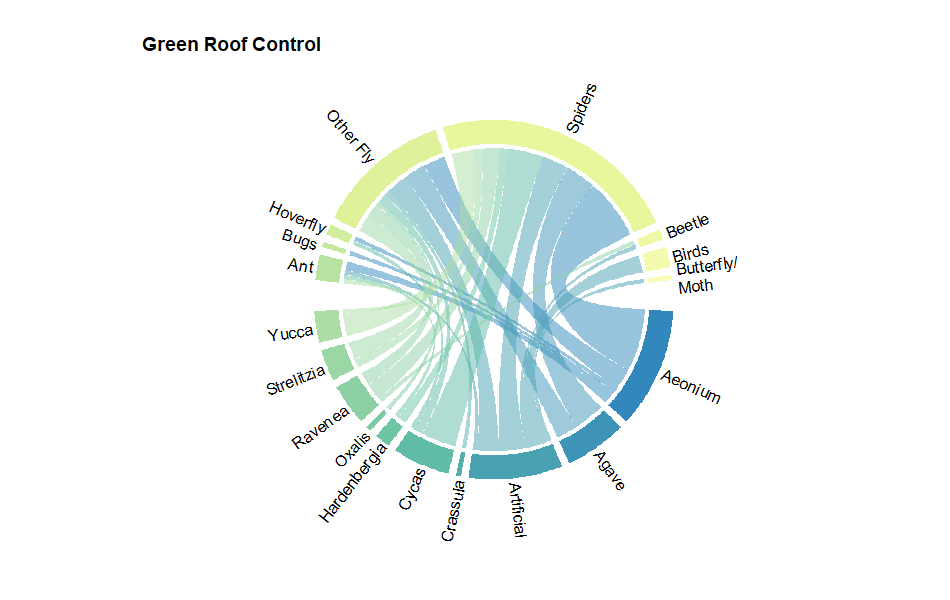 Green Roof Control
Spiders
Other Fly
Hoverfly
Bugs
Ant
Beetle
Birds
Butterfly/
Moth
Yucca
Strelitzia
Ravenea
Oxalis
Hardenbergia
Cycas
Crassula
Artificial
Agave
Aeonium